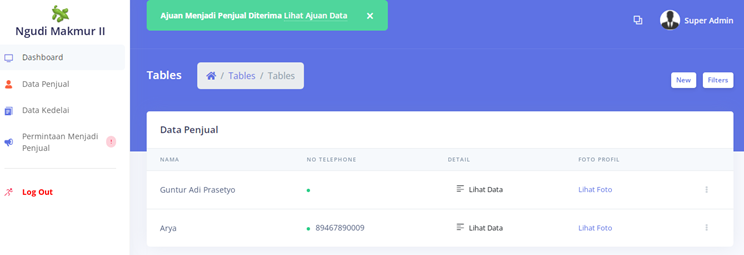 Ajuan Menjadi Penjual Diterima Lihat Ajuan Data ×
Ngudi Makmur II
Super Admin
Dashboard
Data Penjual
Data Kedelai
Permintaan Menjadi
Penjual
!
Log Out
Tables
/ Tables / Tables
New
Filters
Data Penjual
NAMA NO TELEPHONE DETAIL FOTO PROFIL
Guntur Adi Prasetyo Lihat Data Lihat Foto
Arya 89467890009 Lihat Data Lihat Foto